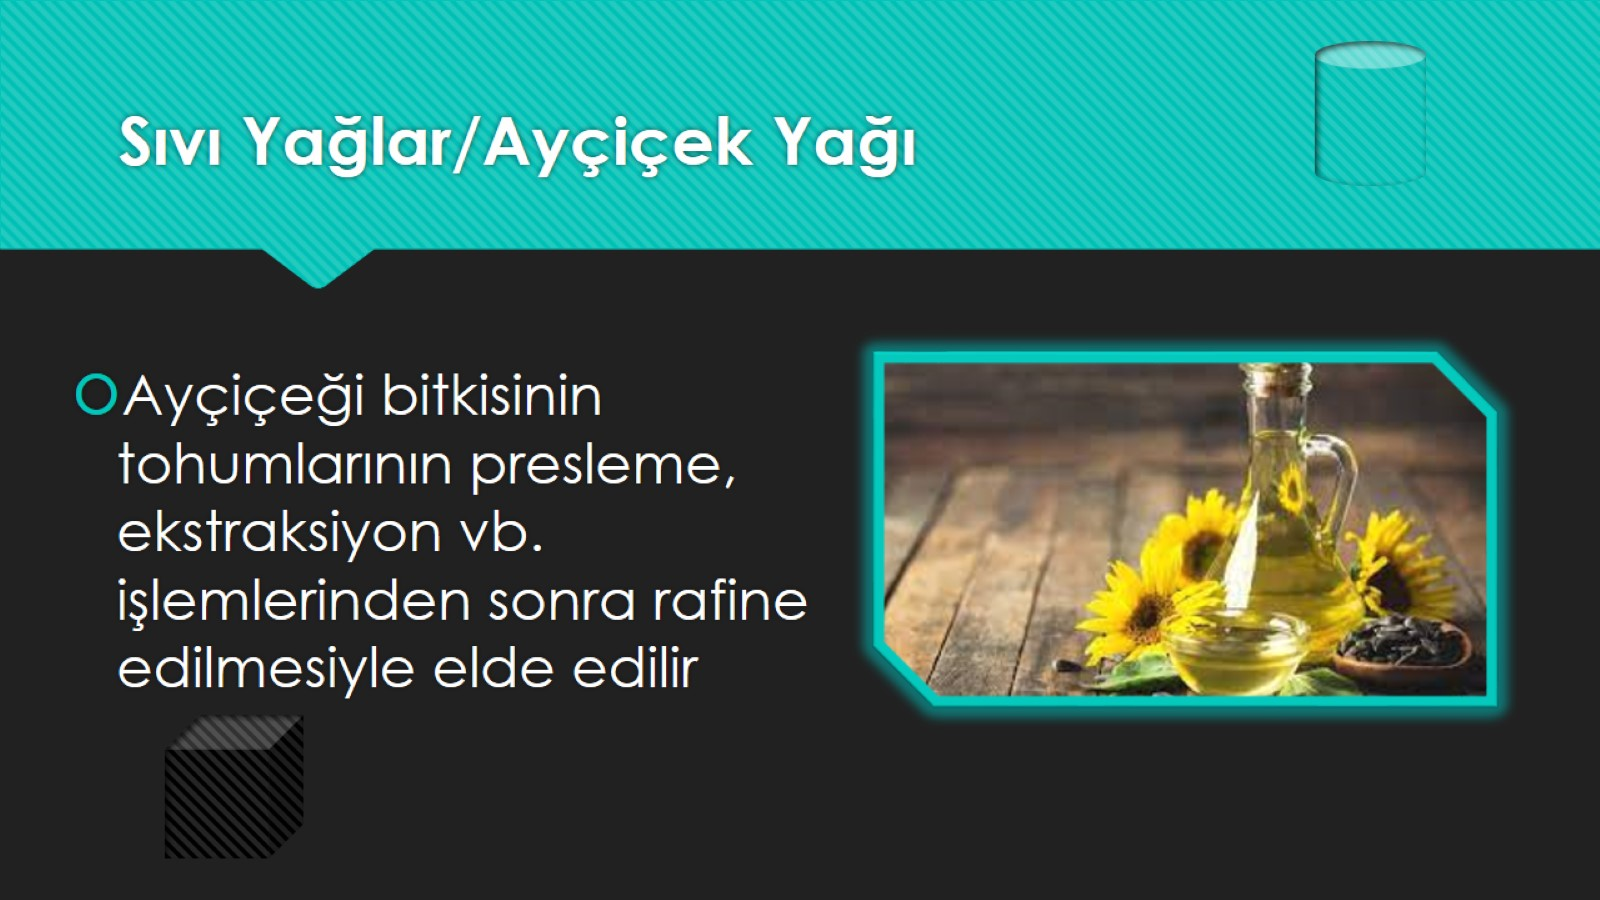 Sıvı Yağlar/Ayçiçek Yağı
Ayçiçeği bitkisinin
tohumlarının presleme,
ekstraksiyon vb.
işlemlerinden sonra rafine
edilmesiyle elde edilir